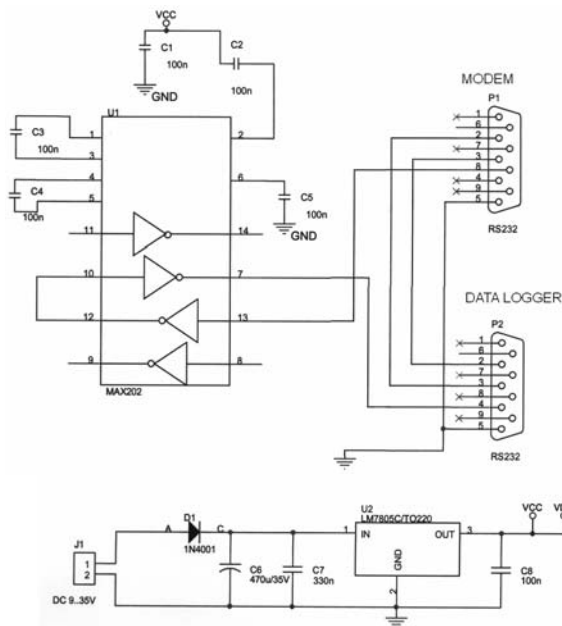 VCC
C1
100n
GND
C2
100n
U1
C3
100n
C4
100n
1
3
4
5
11
10
12
9
2
6
14
7
13
8
C5
100n
GND
MAX202
MODEM
P1
1
6
2
7
3
8
4
9
5
RS232
DATA LOGGER
P2
1
6
2
7
3
8
4
9
5
RS232
J1
1
2
DC 9..35V
A
D1
C
1N4001
C6
470u/35V
C7
330n
U2
LM7805C/TO220
1
IN
OUT
3
GND
2
VCC
C8
100n